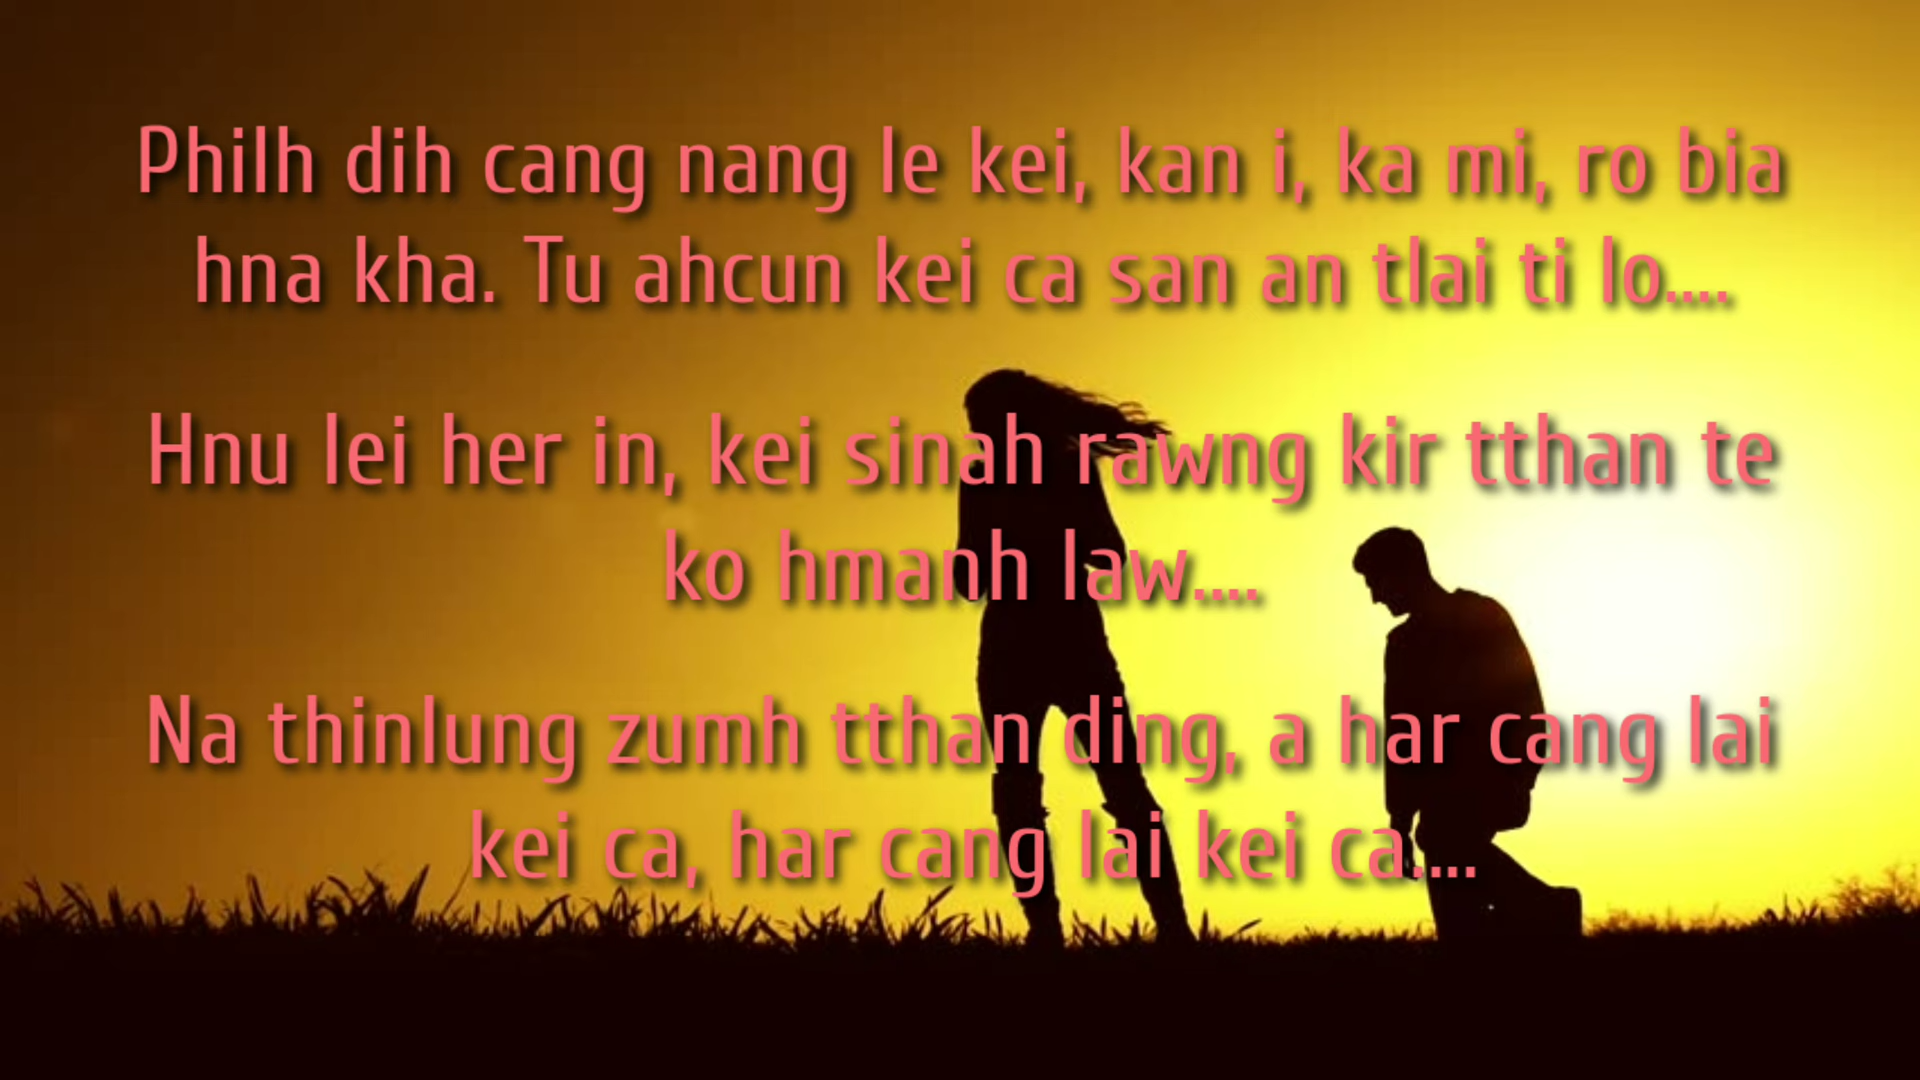 Philh dih cang nang le kei, kan i, ka mi, ro bia
hna kha. Tu ahcun kei ca san an tlai ti lo....
Hnu lei her in, kei sinah rawng kir tthan te
ko hmanh law....
Na thinlung zumh tthan ding, a har cang lai
kei ca, har cang lai kei ca....